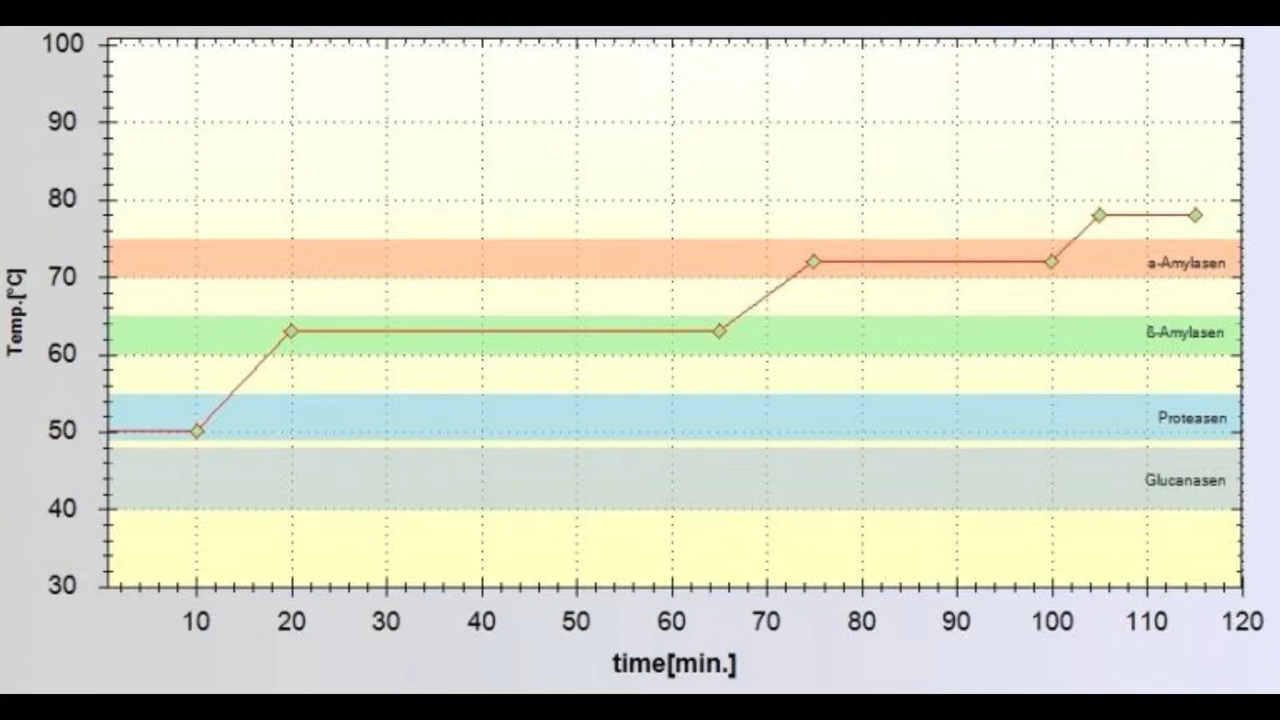 100
90
80
70
60
50
40
30
Temp.[°C]
a-Amylasen
ß-Amylasen
Proteasen
Glucanasen
10 20 30 40 50 60 70 80 90 100 110 120
time[min.]